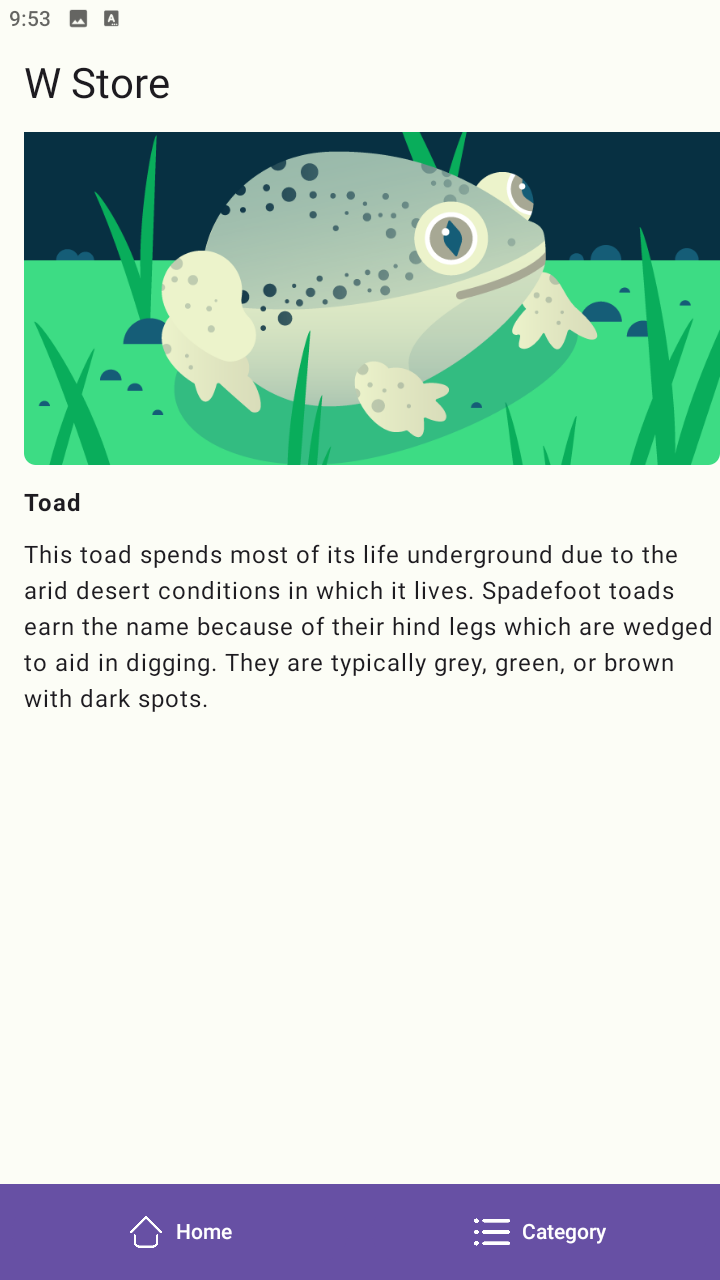 9:53
W Store
Toad
This toad spends most of its life underground due to the
arid desert conditions in which it lives. Spadefoot toads
earn the name because of their hind legs which are wedged
to aid in digging. They are typically grey, green, or brown
with dark spots.
Home
Category